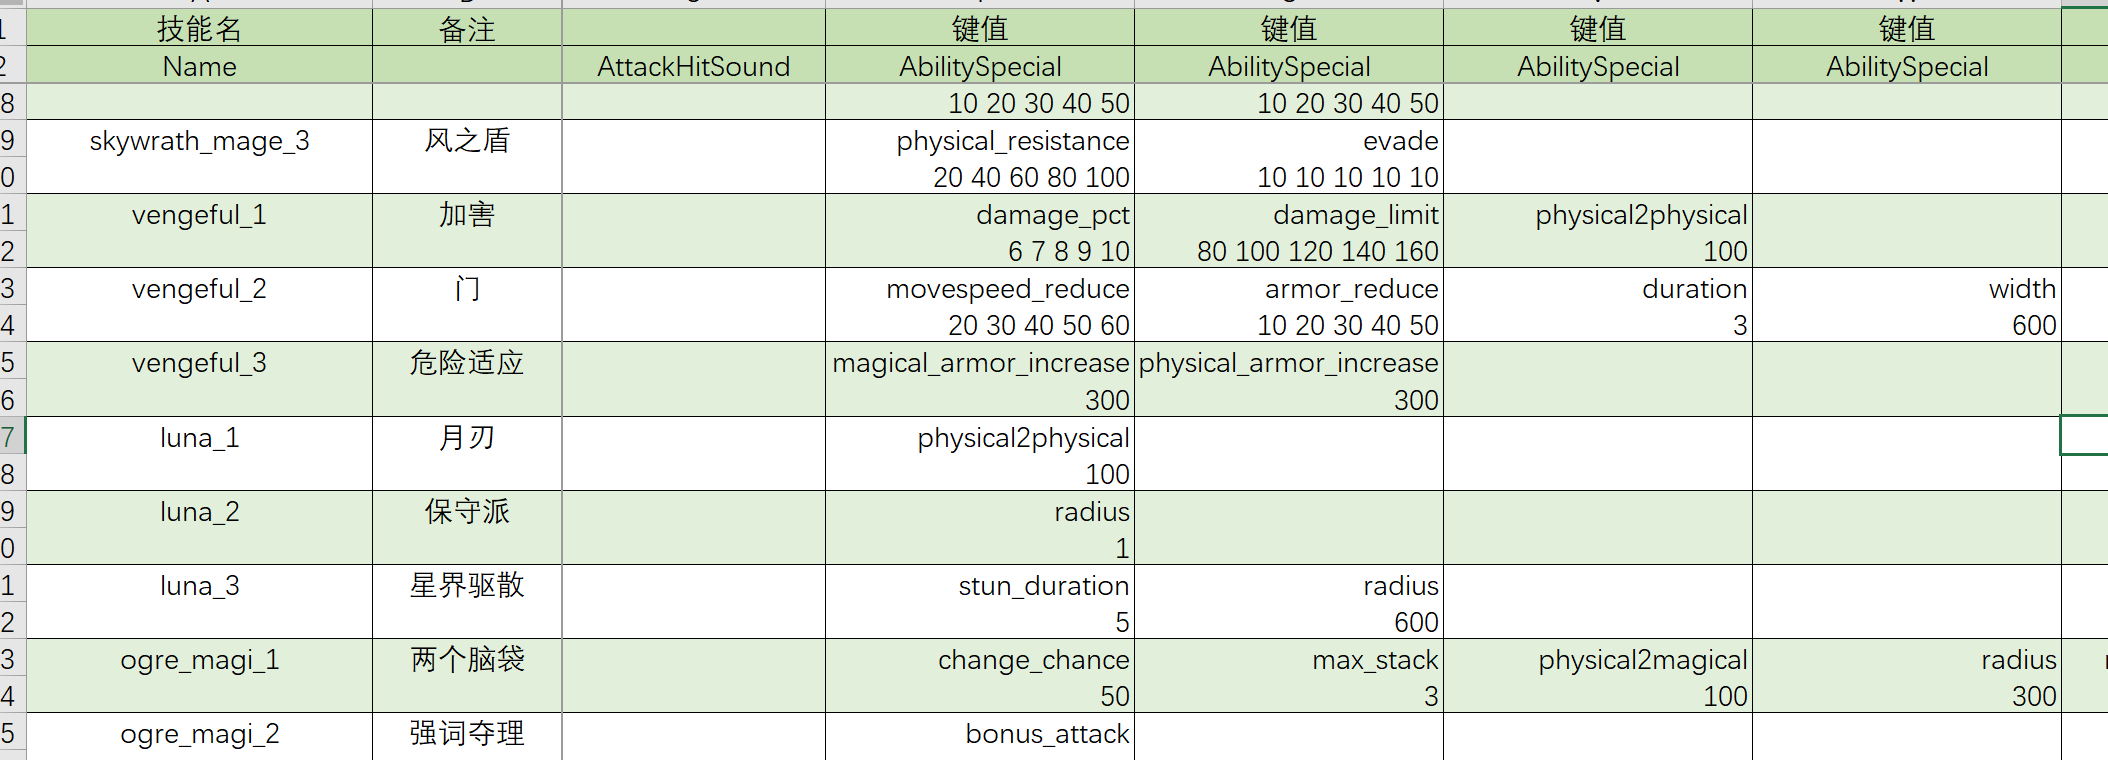 1 技能名 备注 键值 键值 键值 键值
2 Name AttackHitSound AbilitySpecial AbilitySpecial AbilitySpecial AbilitySpecial
8 10 20 30 40 50 10 20 30 40 50
9 skywrath_mage_3 风之盾 physical_resistance evade
0 20 40 60 80 100 10 10 10 10 10
1 vengeful_1 加害 damage_pct damage_limit physical2physical
2 6 7 8 9 10 80 100 120 140 160 100
3 vengeful_2 门 movespeed_reduce armor_reduce duration width
4 20 30 40 50 60 10 20 30 40 50 3 600
5 vengeful_3 危险适应 magical_armor_increase physical_armor_increase
6 300 300
7 luna_1 月刃 physical2physical
8 100
9 luna_2 保守派 radius
0 1
1 luna_3 星界驱散 stun_duration radius
2 5 600
3 ogre_magi_1 两个脑袋 change_chance max_stack physical2magical radius
4 50 3 100 300
5 ogre_magi_2 强词夺理 bonus_attack